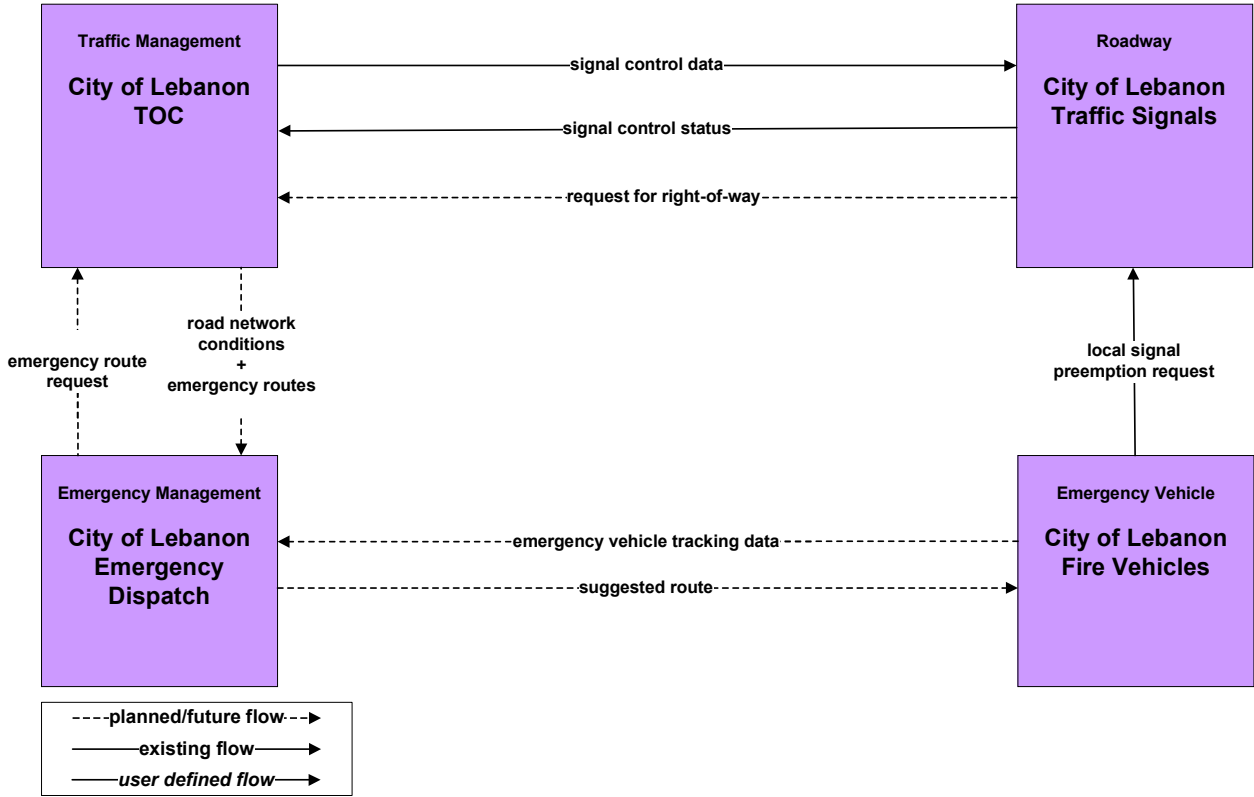 Traffic Management
City of Lebanon
TOC
signal control data
signal control status
request for right-of-way
Roadway
City of Lebanon
Traffic Signals
emergency route
request
road network
conditions
+
emergency routes
local signal
preemption request
Emergency Management
City of Lebanon
Emergency
Dispatch
emergency vehicle tracking data
suggested route
Emergency Vehicle
City of Lebanon
Fire Vehicles
planned/future flow
existing flow
user defined flow